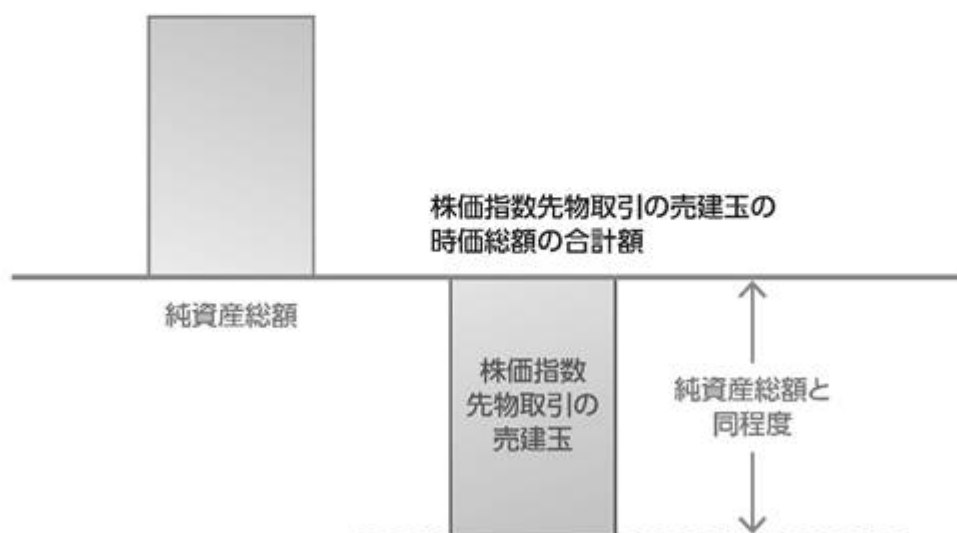 株価指数先物取引の売建玉の
時価総額の合計額
純資産総額
株価指数
先物取引の
売建玉
純資産総額と
同程度